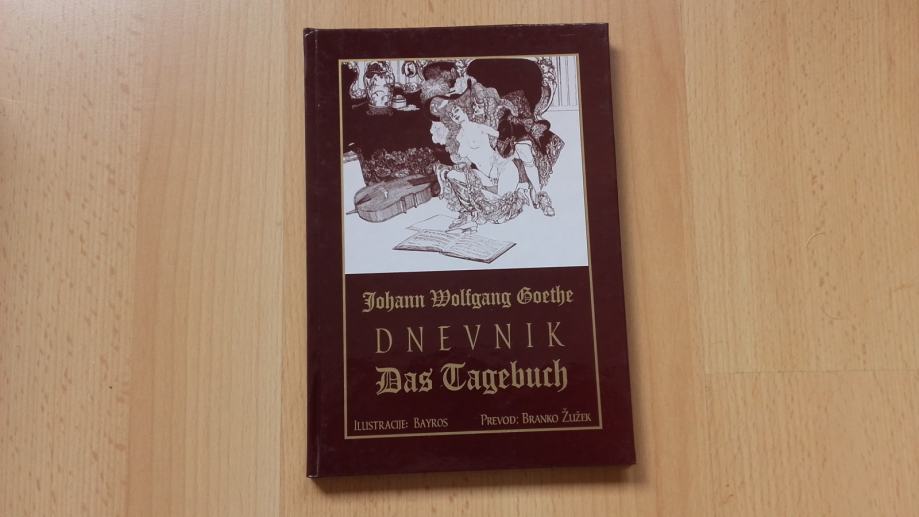 Johann Wolfgang Goethe
DNEVNIK
Das Tagebuch
Ilustracije: Bayros Prevod: Branko Žužek